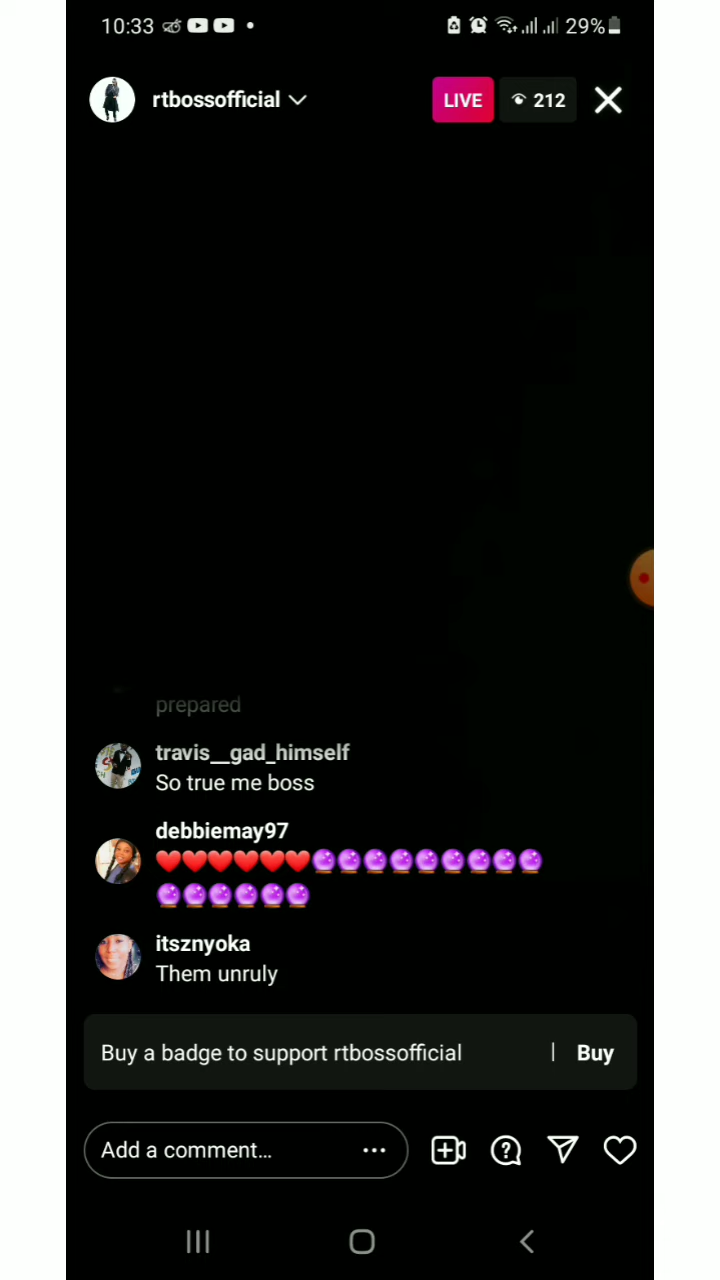 10:33
29%
rtbossofficial
LIVE
212
prepared
travis__gad_himself
So true me boss
debbiemay97
itsznyoka
Them unruly
Buy a badge to support rtbossofficial | Buy
Add a comment...